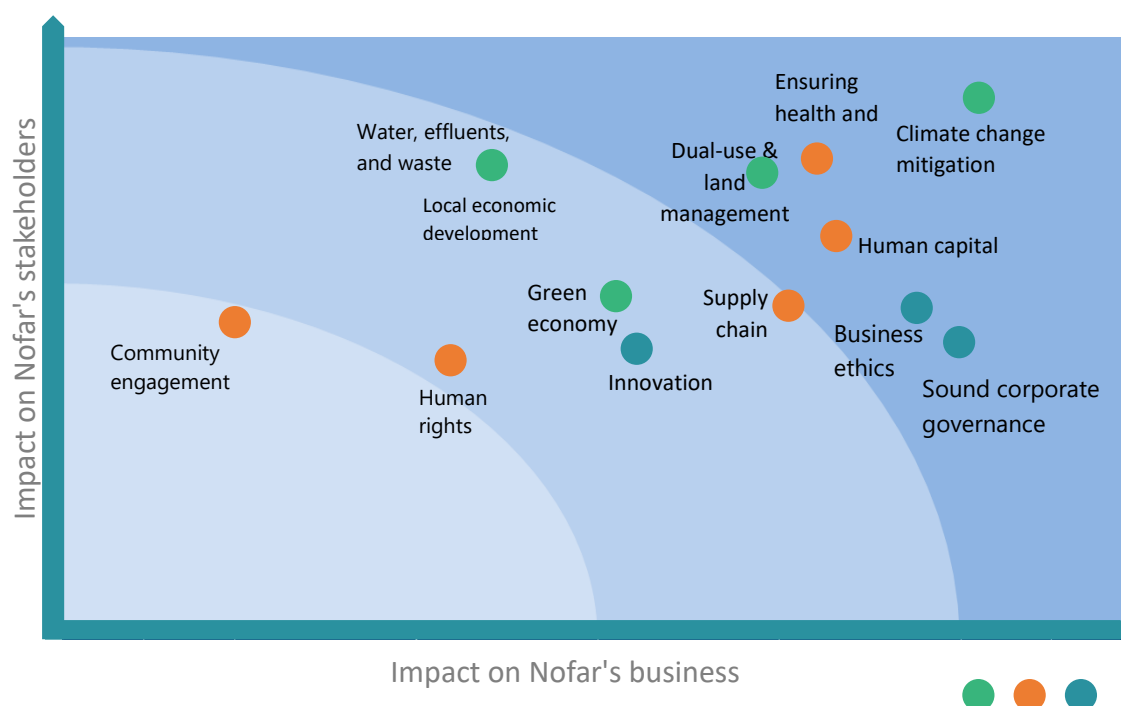 Impact on Nofar's stakeholders
Ensuring
health and
Climate change
mitigation
Water, effluents,
and waste
Dual-use &
land
management
Local economic
development
Human capital
Green
economy
Supply
chain
Business
ethics
Innovation
Community
engagement
Human
rights
Sound corporate
governance
Impact on Nofar's business